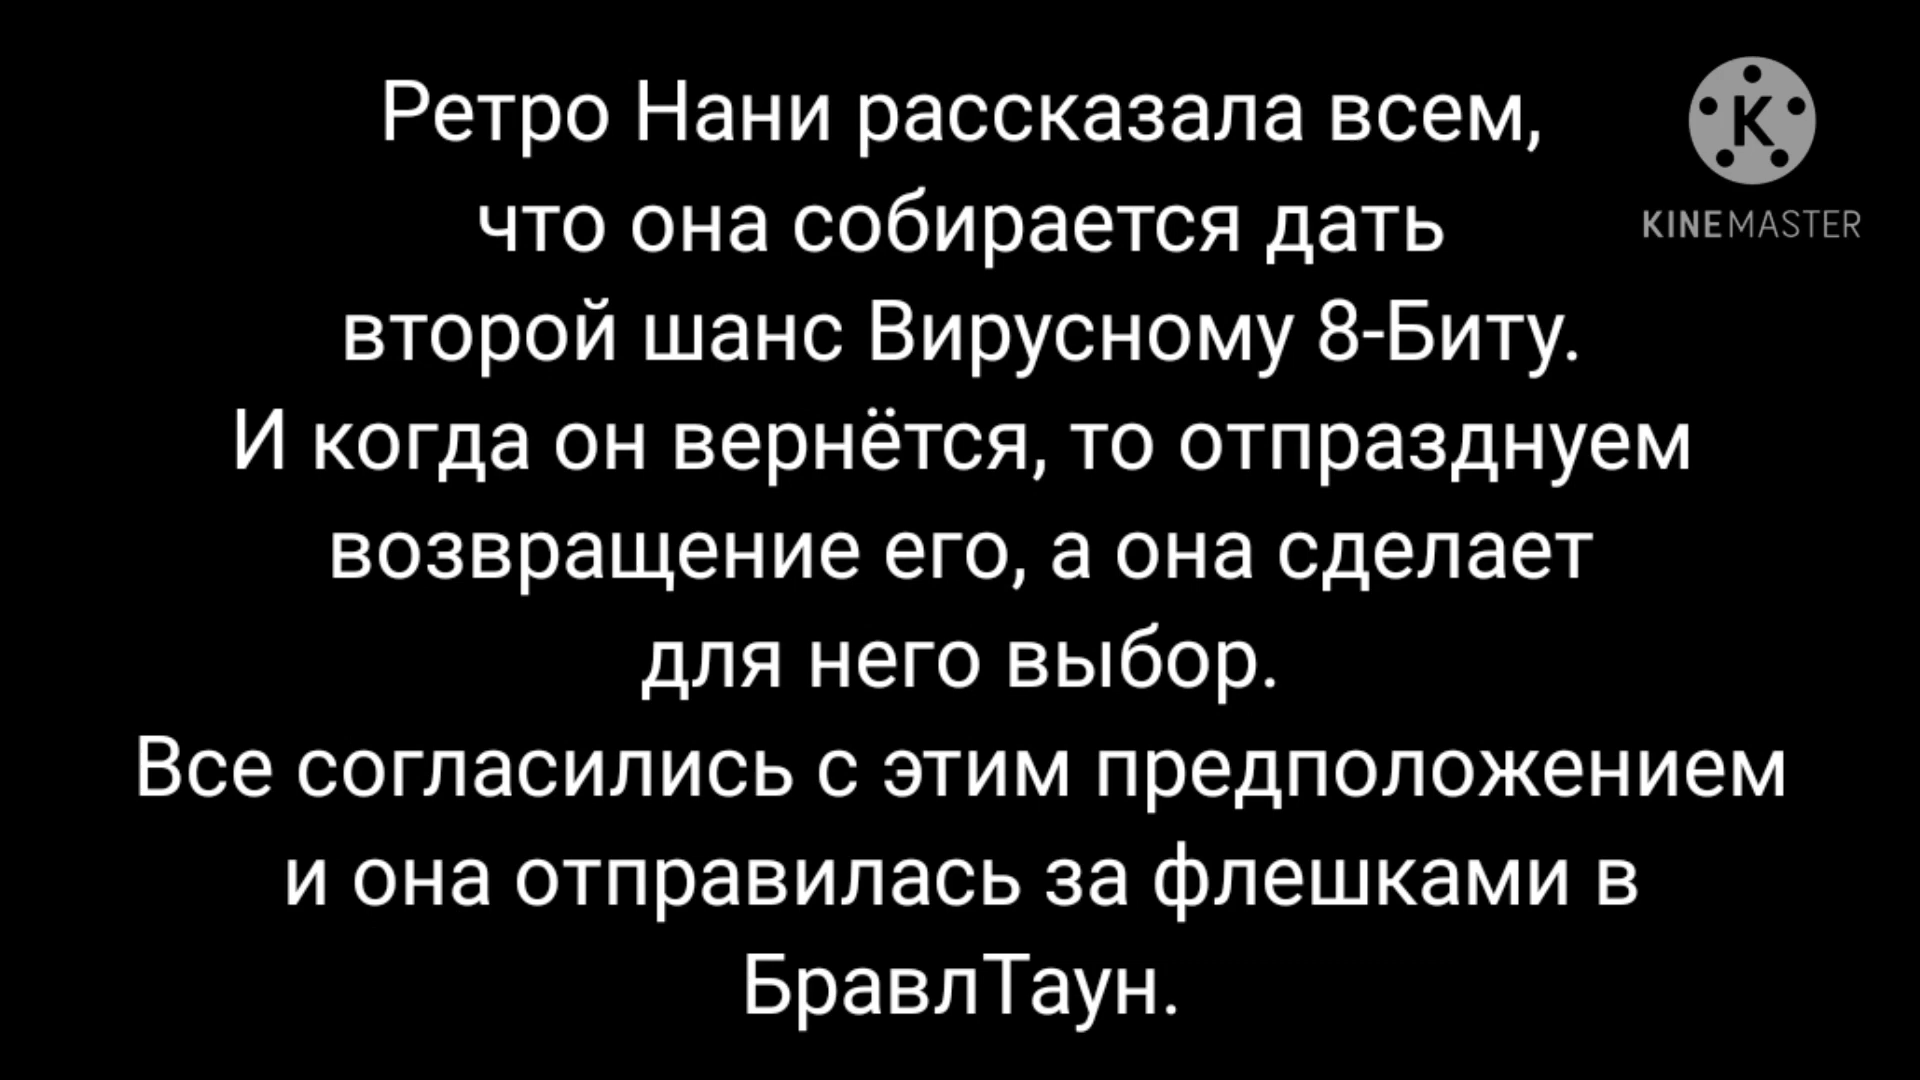 Ретро Нани рассказала всем,
что она собирается дать
второй шанс Вирусному 8-Биту.
И когда он вернётся, то отпразднуем
возвращение его, а она сделает
для него выбор.
Все согласились с этим предположением
и она отправилась за флешками в
БравлТаун.
K
KINEMASTER